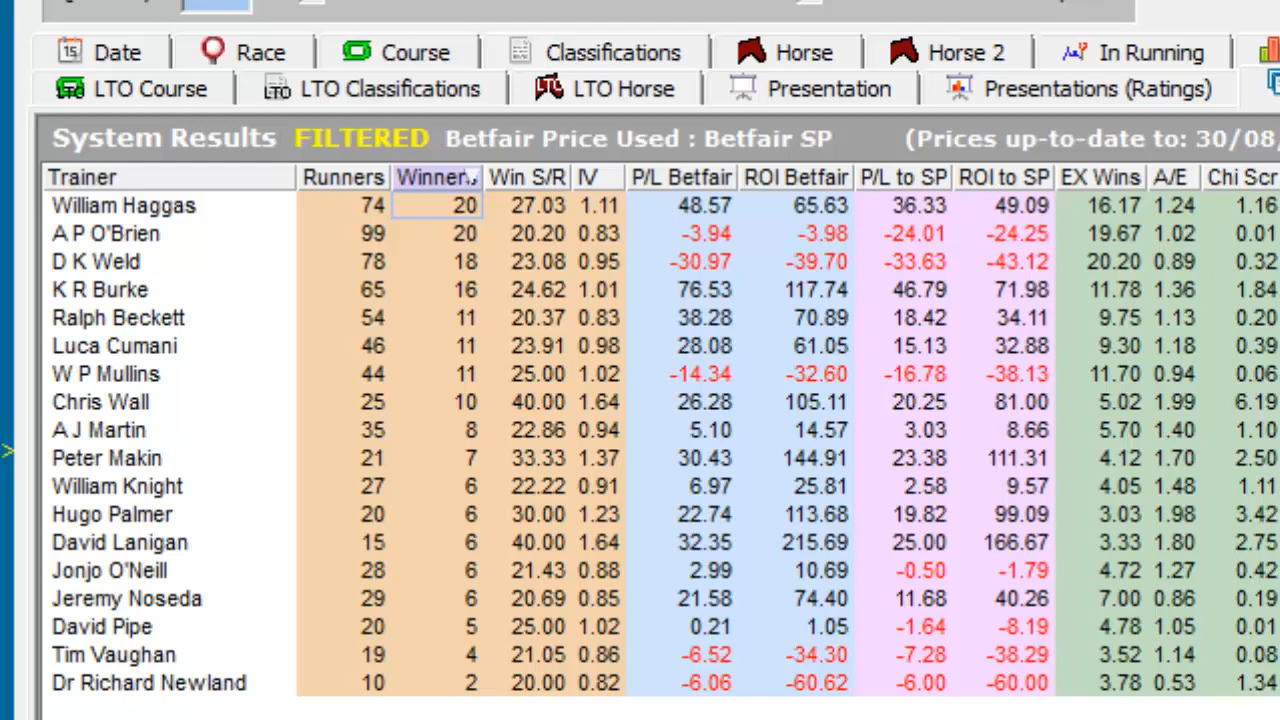 Date Race Course Classifications Horse Horse 2 In Running
LTO Course LTO Classifications LTO Horse Presentation Presentations (Ratings)
System Results FILTERED Betfair Price Used : Betfair SP (Prices up-to-date to: 30/08/
Trainer Runners Winners Win S/R IV P/L Betfair ROI Betfair P/L to SP ROI to SP EX Wins A/E Chi Scr
William Haggas 74 20 27.03 1.11 48.57 65.63 36.33 49.09 16.17 1.24 1.16
A P O'Brien 99 20 20.20 0.83 -3.94 -3.98 -24.01 -24.25 19.67 1.02 0.01
D K Weld 78 18 23.08 0.95 -30.97 -39.70 -33.63 -43.12 20.20 0.89 0.32
K R Burke 65 16 24.62 1.01 76.53 117.74 46.79 71.98 11.78 1.36 1.84
Ralph Beckett 54 11 20.37 0.83 38.28 70.89 18.42 34.11 9.75 1.13 0.20
Luca Cumani 46 11 23.91 0.98 28.08 61.05 15.13 32.88 9.30 1.18 0.39
W P Mullins 44 11 25.00 1.02 -14.34 -32.60 -16.78 -38.13 11.70 0.94 0.06
Chris Wall 25 10 40.00 1.64 26.28 105.11 20.25 81.00 5.02 1.99 6.19
A J Martin 35 8 22.86 0.94 5.10 14.57 3.03 8.66 5.70 1.40 1.10
Peter Makin 21 7 33.33 1.37 30.43 144.91 23.38 111.31 4.12 1.70 2.50
William Knight 27 6 22.22 0.91 6.97 25.81 2.58 9.57 4.05 1.48 1.11
Hugo Palmer 20 6 30.00 1.23 22.74 113.68 19.82 99.09 3.03 1.98 3.42
David Lanigan 15 6 40.00 1.64 32.35 215.69 25.00 166.67 3.33 1.80 2.75
Jonjo O'Neill 28 6 21.43 0.88 2.99 10.69 -0.50 -1.79 4.72 1.27 0.42
Jeremy Noseda 29 6 20.69 0.85 21.58 74.40 11.68 40.26 7.00 0.86 0.19
David Pipe 20 5 25.00 1.02 0.21 1.05 -1.64 -8.19 4.78 1.05 0.01
Tim Vaughan 19 4 21.05 0.86 -6.52 -34.30 -7.28 -38.29 3.52 1.14 0.08
Dr Richard Newland 10 2 20.00 0.82 -6.06 -60.62 -6.00 -60.00 3.78 0.53 1.34